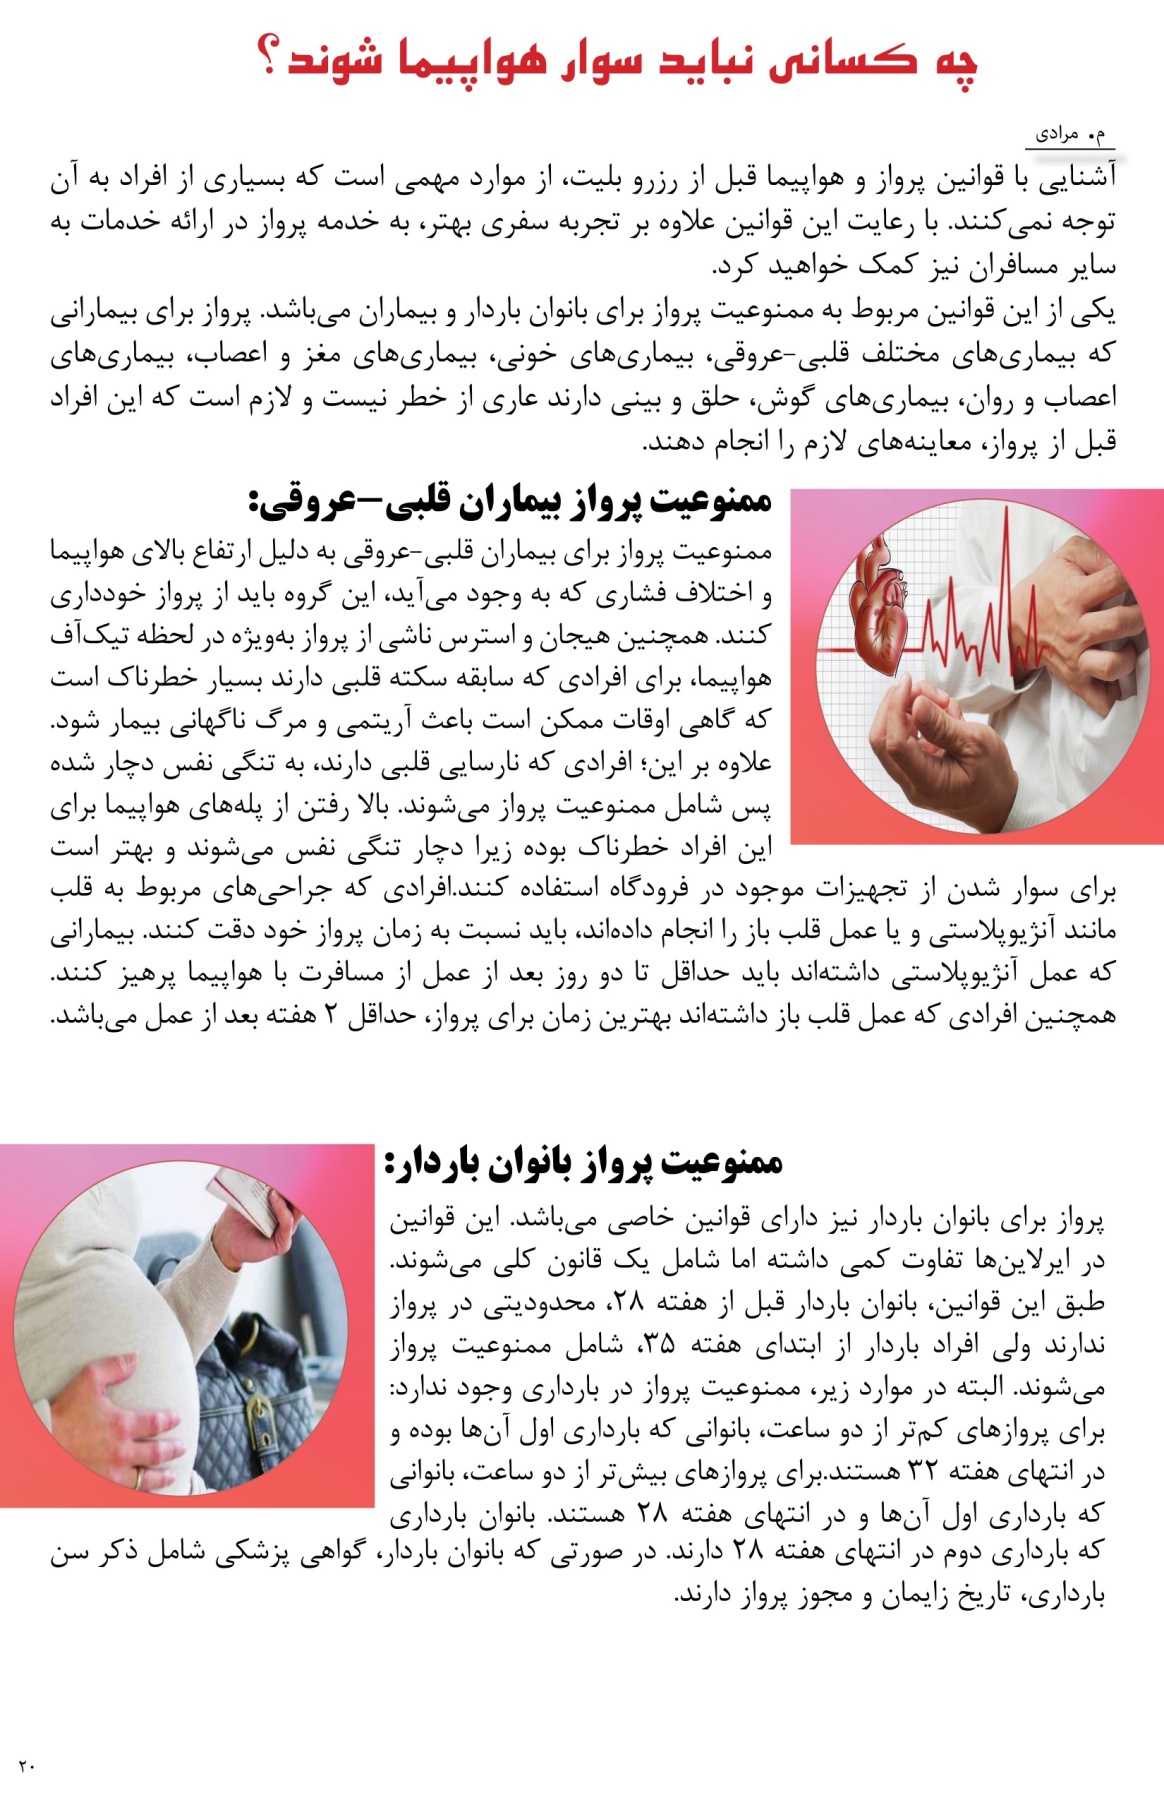 چه کسانی نباید سوار هواپیما شوند؟
م. مرادی
آشنایی با قوانین پرواز و هواپیما قبل از رزرو بلیت، از موارد مهمی است که بسیاری از افراد به آن
توجه نمی‌کنند. با رعایت این قوانین علاوه بر تجربه سفری بهتر، به خدمه پرواز در ارائه خدمات به
سایر مسافران نیز کمک خواهید کرد.
یکی از این قوانین مربوط به ممنوعیت پرواز برای بانوان باردار و بیماران می‌باشد. پرواز برای بیمارانی
که بیماری‌های مختلف قلبی-عروقی، بیماری‌های خونی، بیماری‌های مغز و اعصاب، بیماری‌های
اعصاب و روان، بیماری‌های گوش، حلق و بینی دارند عاری از خطر نیست و لازم است که این افراد
قبل از پرواز، معاینه‌های لازم را انجام دهند.
ممنوعیت پرواز بیماران قلبی-عروقی:
ممنوعیت پرواز برای بیماران قلبی-عروقی به دلیل ارتفاع بالای هواپیما
و اختلاف فشاری که به وجود می‌آید، این گروه باید از پرواز خودداری
کنند. همچنین هیجان و استرس ناشی از پرواز به‌ویژه در لحظه تیک‌آف
هواپیما، برای افرادی که سابقه سکته قلبی دارند بسیار خطرناک است
که گاهی اوقات ممکن است باعث آریتمی و مرگ ناگهانی بیمار شود.
علاوه بر این؛ افرادی که نارسایی قلبی دارند، به تنگی نفس دچار شده
پس شامل ممنوعیت پرواز می‌شوند. بالا رفتن از پله‌های هواپیما برای
این افراد خطرناک بوده زیرا دچار تنگی نفس می‌شوند و بهتر است
برای سوار شدن از تجهیزات موجود در فرودگاه استفاده کنند.افرادی که جراحی‌های مربوط به قلب
مانند آنژیوپلاستی و یا عمل قلب باز را انجام داده‌اند، باید نسبت به زمان پرواز خود دقت کنند. بیمارانی
که عمل آنژیوپلاستی داشته‌اند باید حداقل تا دو روز بعد از عمل از مسافرت با هواپیما پرهیز کنند.
همچنین افرادی که عمل قلب باز داشته‌اند بهترین زمان برای پرواز، حداقل ۲ هفته بعد از عمل می‌باشد.
ممنوعیت پرواز بانوان باردار:
پرواز برای بانوان باردار نیز دارای قوانین خاصی می‌باشد. این قوانین
در ایرلاین‌ها تفاوت کمی داشته اما شامل یک قانون کلی می‌شوند.
طبق این قوانین، بانوان باردار قبل از هفته ۲۸، محدودیتی در پرواز
ندارند ولی افراد باردار از ابتدای هفته ۳۵، شامل ممنوعیت پرواز
می‌شوند. البته در موارد زیر، ممنوعیت پرواز در بارداری وجود ندارد:
برای پروازهای کم‌تر از دو ساعت، بانوانی که بارداری اول آن‌ها بوده و
در انتهای هفته ۳۲ هستند.برای پروازهای بیش‌تر از دو ساعت، بانوانی
که بارداری اول آن‌ها و در انتهای هفته ۲۸ هستند. بانوان بارداری
که بارداری دوم در انتهای هفته ۲۸ دارند. در صورتی که بانوان باردار، گواهی پزشکی شامل ذکر سن
بارداری، تاریخ زایمان و مجوز پرواز دارند.
۲۰